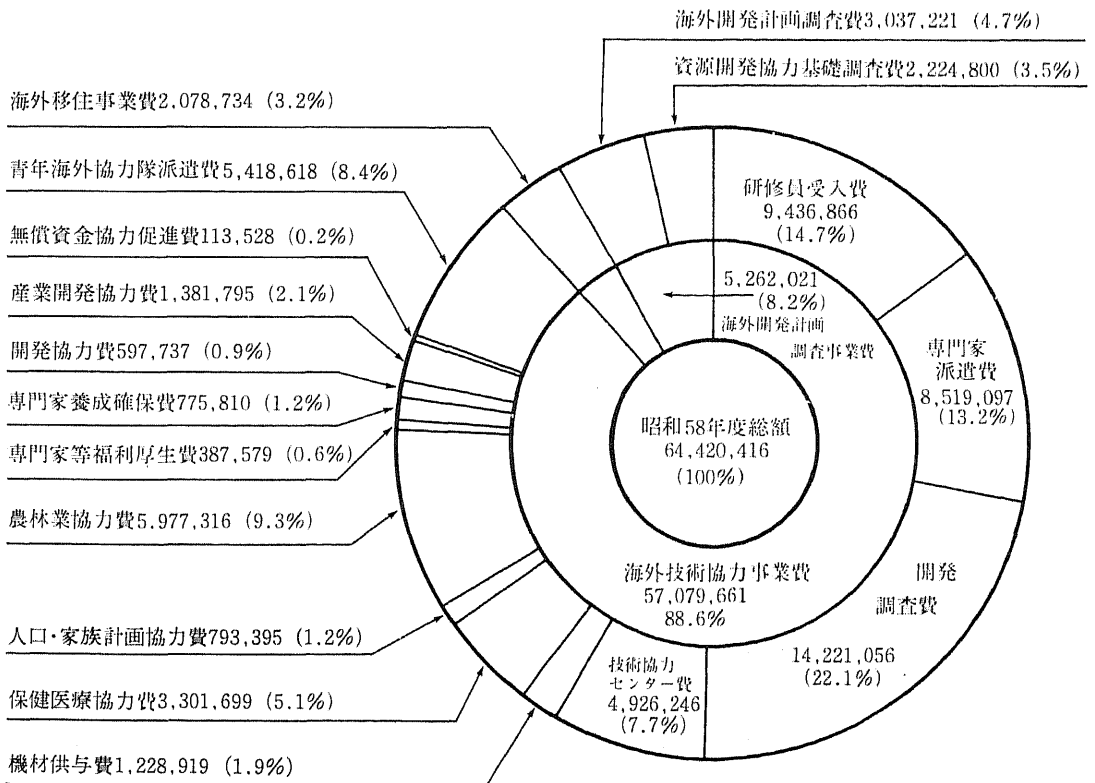 海外開発計画調査費3,037,221 (4.7%)
資源開発協力基礎調査費2,224,800 (3.5%)
海外移住事業費2.078,734 (3.2%)
青年海外協力隊派遣費5,418,618 (8.4%)
無償資金協力促進費113,528 (0.2%)
産業開発協力費1,381,795 (2.1%)
開発協力費597,737 (0.9%)
専門家養成確保費775,810 (1.2%)
専門家等福利厚生費387,579 (0.6%)
農林業協力費5.977,316 (9.3%)
人口・家族計画協力費793,395 (1.2%)
保健医療協力費3,301,699 (5.1%)
機材供与費1,228,919 (1.9%)
研修員受入費
9,436,866
(14.7%)
専門家
派遣費
8,519,097
(13.2%)
開発
調査費
14,221,056
(22.1%)
技術協力
センター費
4,926,246
(7.7%)
5,262,021
(8.2%)
海外開発計画
調査事業費
昭和58年度総額
64,420,416
(100%)
海外技術協力事業費
57,079,661
88.6%